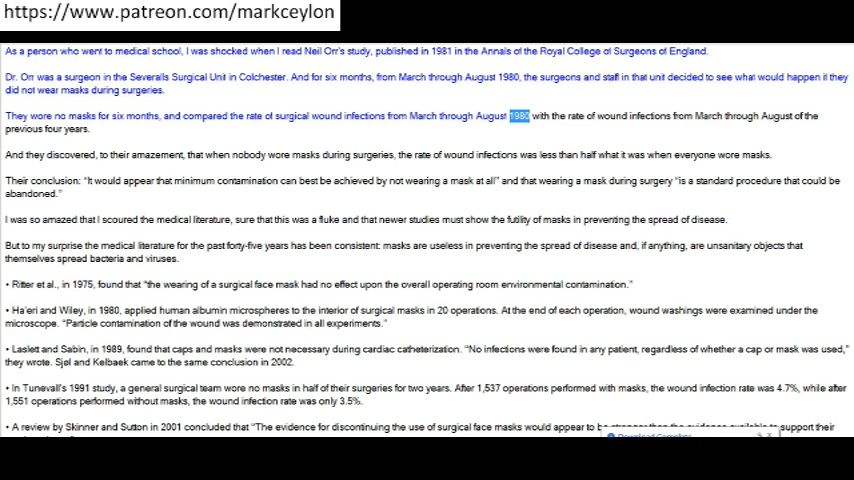 https://www.patreon.com/markceylon
As a person who went to medical school, I was shocked when I read Neil Orr's study, published in 1981 in the Annals of the Royal College of Surgeons of England.
Dr. Orr was a surgeon in the Severalls Surgical Unit in Colchester. And for six months, from March through August 1980, the surgeons and staff in that unit decided to see what would happen if they
did not wear masks during surgeries.
They wore no masks for six months, and compared the rate of surgical wound infections from March through August 1980 with the rate of wound infections from March through August of the
previous four years.
And they discovered, to their amazement, that when nobody wore masks during surgeries, the rate of wound infections was less than half what it was when everyone wore masks.
Their conclusion: "It would appear that minimum contamination can best be achieved by not wearing a mask at all" and that wearing a mask during surgery "is a standard procedure that could be
abandoned."
I was so amazed that I scoured the medical literature, sure that this was a fluke and that newer studies must show the futility of masks in preventing the spread of disease.
But to my surprise the medical literature for the past forty-five years has been consistent: masks are useless in preventing the spread of disease and, if anything, are unsanitary objects that
themselves spread bacteria and viruses.
• Ritter et al., in 1975, found that "the wearing of a surgical face mask had no effect upon the overall operating room environmental contamination."
• Ha'eri and Wiley, in 1980, applied human albumin microspheres to the interior of surgical masks in 20 operations. At the end of each operation, wound washings were examined under the
microscope. "Particle contamination of the wound was demonstrated in all experiments."
• Laslett and Sabin, in 1989, found that caps and masks were not necessary during cardiac catheterization. "No infections were found in any patient, regardless of whether a cap or mask was used,"
they wrote. Sjøl and Kelbaek came to the same conclusion in 2002.
• In Tunevall's 1991 study, a general surgical team wore no masks in half of their surgeries for two years. After 1,537 operations performed with masks, the wound infection rate was 4.7%, while after
1,551 operations performed without masks, the wound infection rate was only 3.5%.
• A review by Skinner and Sutton in 2001 concluded that "The evidence for discontinuing the use of surgical face masks would appear to be support their